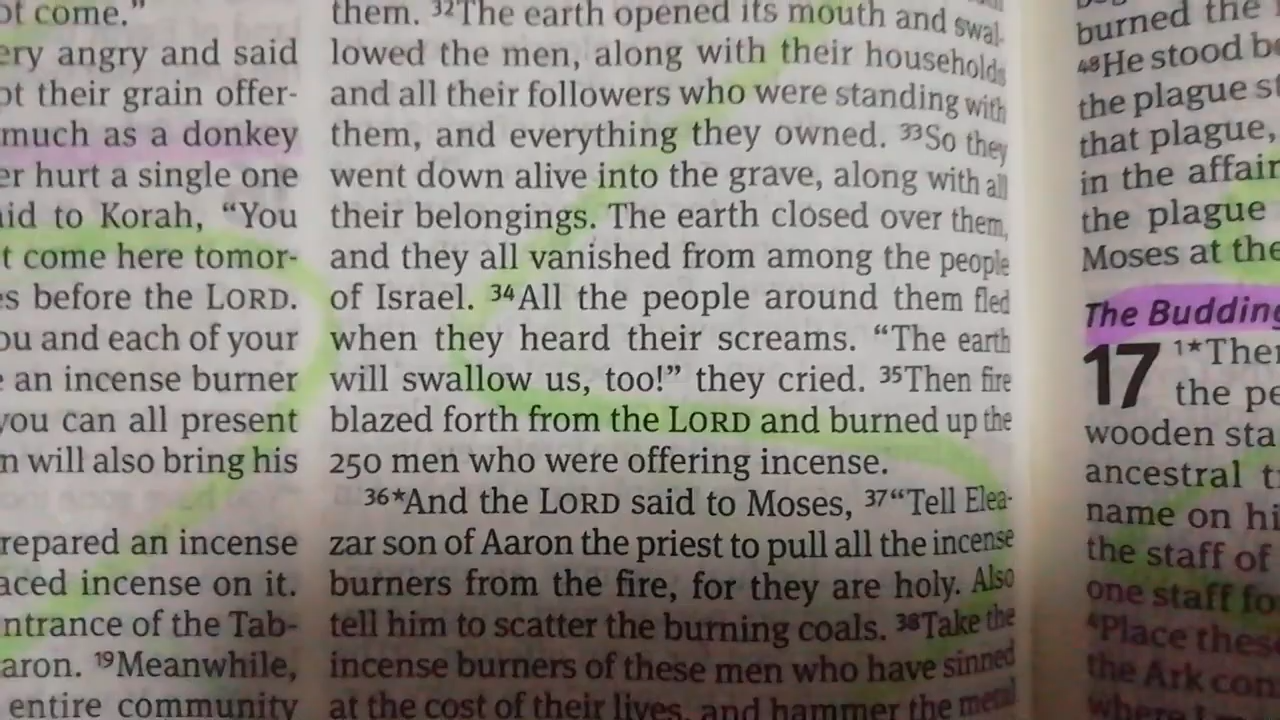 ot come."
ery angry and said
ot their grain offer-
much as a donkey
er hurt a single one
aid to Korah, “You
t come here tomor-
es before the LORD.
ou and each of your
e an incense burner
you can all present
n will also bring his
repared an incense
aced incense on it.
ntrance of the Tab-
aron. 19Meanwhile,
entire community
them. 32The earth opened its mouth and swal-
lowed the men, along with their households
and all their followers who were standing with
them, and everything they owned. 33So they
went down alive into the grave, along with all
their belongings. The earth closed over them,
and they all vanished from among the people
of Israel. 34All the people around them fled
when they heard their screams. “The earth
will swallow us, too!” they cried. 35Then fire
blazed forth from the LORD and burned up the
250 men who were offering incense.
36*And the LORD said to Moses, 37“Tell Elea-
zar son of Aaron the priest to pull all the incense
burners from the fire, for they are holy. Also
tell him to scatter the burning coals. 38Take the
incense burners of these men who have sinned
at the cost of their lives, and hammer the metal
burned the
48He stood be
the plague st
that plague,
in the affair
the plague
Moses at the
The Budding
17 1*Then
the pe
wooden sta
ancestral t
name on hi
the staff of
one staff fo
4Place these
the Ark con
where I